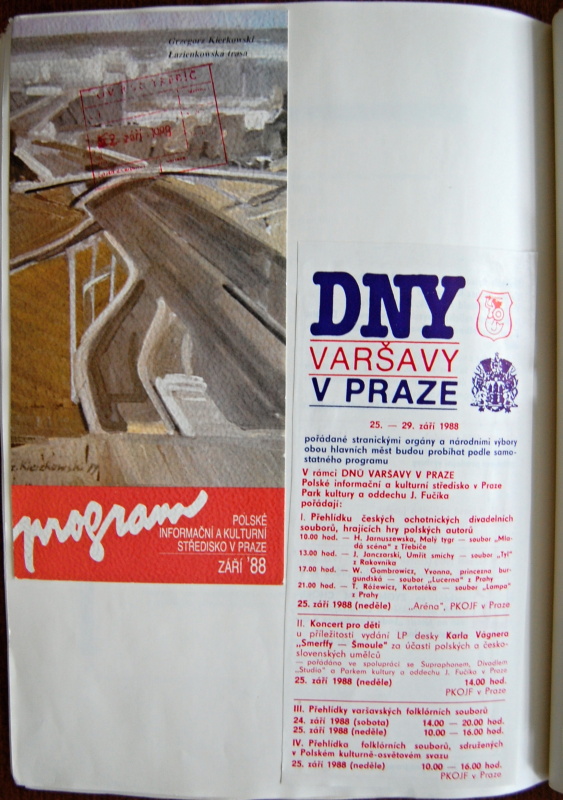 Grzegorz Kierkowski
Łazienkowska trasa
program
POLSKÉ
INFORMAČNÍ A KULTURNÍ
STŘEDISKO V PRAZE
ZÁŘÍ '88
DNY
VARŠAVY
V PRAZE
25. — 29. září 1988
pořádané stranickými orgány a národními výbory
obou hlavních měst budou probíhat podle samo-
statného programu
V rámci DNŮ VARŠAVY V PRAZE
Polské informační a kulturní středisko v Praze
Park kultury a oddechu J. Fučíka
pořádají:
I. Přehlídku českých ochotnických divadelních
souborů, hrajících hry polských autorů
10.00 hod. — H. Jarnuszewska, Malý tygr — soubor „Mla-
dá scéna" z Třebíče
13.00 hod. — J. Janczarski, Umřít smíchy — soubor „Tyl"
z Rakovníka
17.00 hod. — W. Gombrowicz, Yvonna, princezna bur-
gundská — soubor „Lucerna" z Prahy
21.00 hod. — T. Różewicz, Kartotéka — soubor „Lampa"
z Prahy
25. září 1988 (neděle) „Aréna", PKOJF v Praze
II. Koncert pro děti
u příležitosti vydání LP desky Karla Vágnera
„Smerffy — Šmoule" za účasti polských a česko-
slovenských umělců
— pořádáno ve spolupráci se Supraphonem, Divadlem
„Studio" a Parkem kultury a oddechu J. Fučíka v Praze
25. září 1988 (neděle) 14.00 hod.
PKOJF v Praze
III. Přehlídky varšavských folklórních souborů
24. září 1988 (sobota) 14.00 — 20.00 hod.
25. září 1988 (neděle) 10.00 — 16.00 hod.
IV. Přehlídka folklórních souborů, sdružených
v Polském kulturně-osvětovém svazu
25. září 1988 (neděle) 10.00 — 16.00 hod.
PKOJF v Praze